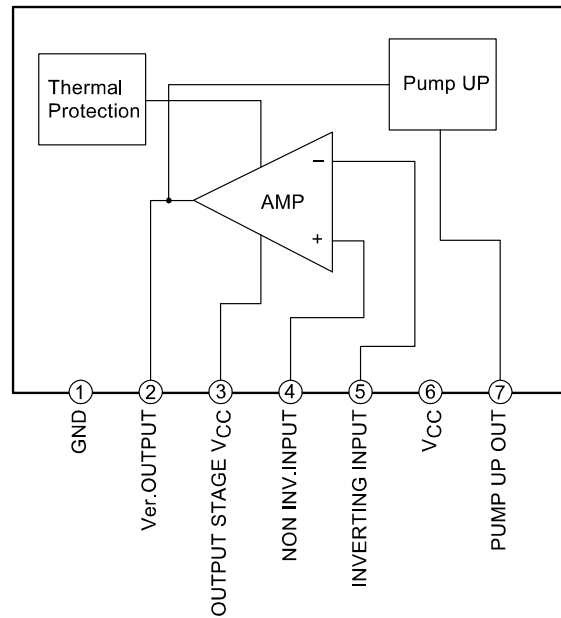 Thermal
Protection
Pump UP
AMP
−
+
1
2
3
4
5
6
7
GND
Ver.OUTPUT
OUTPUT STAGE VCC
NON INV.INPUT
INVERTING INPUT
VCC
PUMP UP OUT